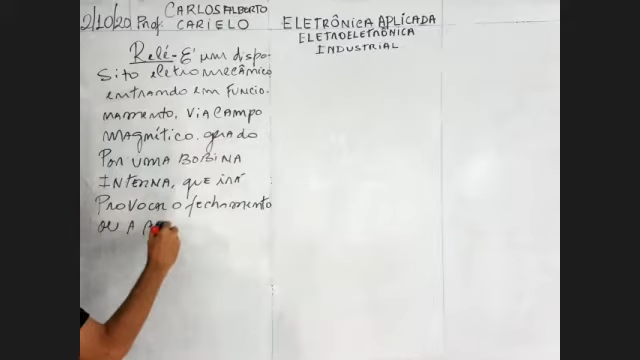 2/10/20 Prof. CARLOS ALBERTO CARIELO
ELETRÔNICA APLICADA
ELETROELETRÔNICA
INDUSTRIAL
Relé - É um dispo-
sito eletromecânico
entrando em funcio-
namento, via campo
magnético. gerado
Por uma BOBINA
INTERNA, que irá
PROVOCAR o fechamento
ou A A